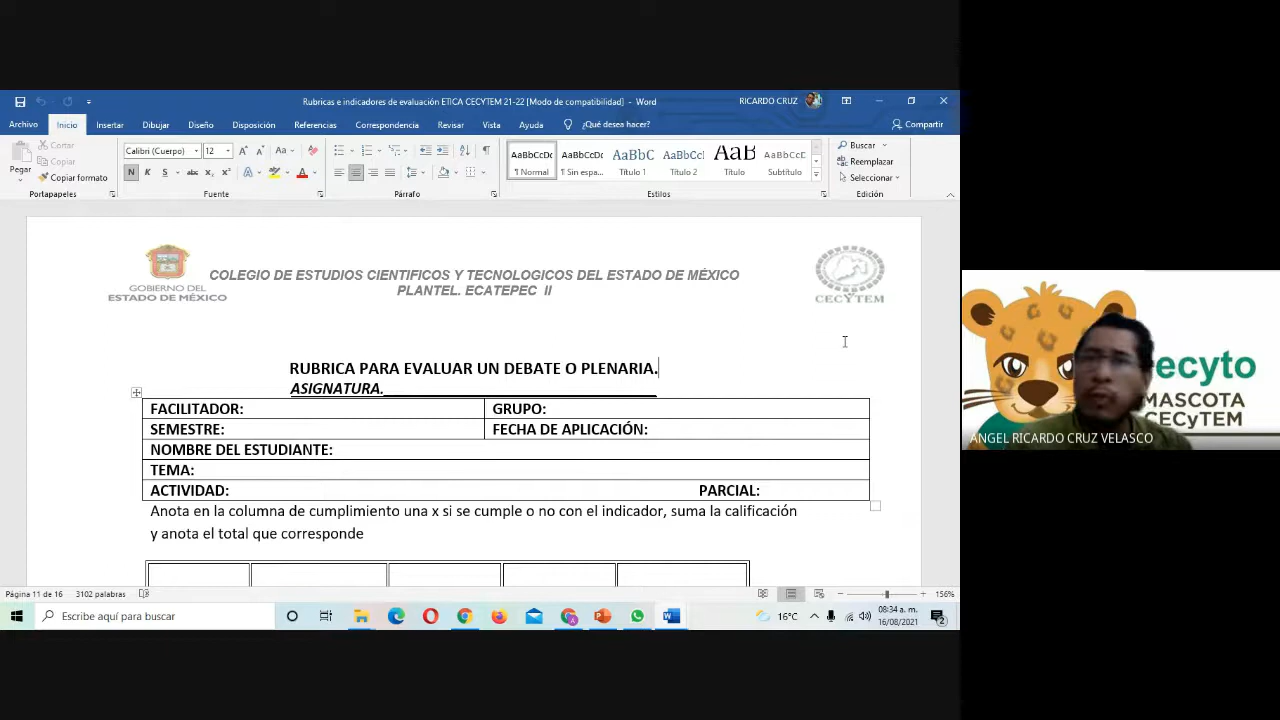 Rubricas e indicadores de evaluación ETICA CECYTEM 21-22 [Modo de compatibilidad] - Word
RICARDO CRUZ
Archivo Inicio Insertar Dibujar Diseño Disposición Referencias Correspondencia Revisar Vista Ayuda ¿Qué desea hacer? Compartir
Pegar
Cortar
Copiar
Copiar formato
Portapapeles
Calibri (Cuerpo) 12
N K S abc x₂ x²
Fuente
Párrafo
AaBbCcDc AaBbCcDc AaBbC AaBbCcI AaB AaBbCcE
¶ Normal ¶ Sin espa... Título 1 Título 2 Título Subtítulo
Estilos
Buscar
Reemplazar
Seleccionar
Edición
GOBIERNO DEL
ESTADO DE MÉXICO
COLEGIO DE ESTUDIOS CIENTIFICOS Y TECNOLOGICOS DEL ESTADO DE MÉXICO
PLANTEL. ECATEPEC II
CECYTEM
RUBRICA PARA EVALUAR UN DEBATE O PLENARIA.
ASIGNATURA.
FACILITADOR: GRUPO:
SEMESTRE: FECHA DE APLICACIÓN:
NOMBRE DEL ESTUDIANTE:
TEMA:
ACTIVIDAD: PARCIAL:
Anota en la columna de cumplimiento una x si se cumple o no con el indicador, suma la calificación
y anota el total que corresponde
Página 11 de 16 3102 palabras 156%
Escribe aquí para buscar
16°C
08:34 a. m.
16/08/2021
2
ecyto
MASCOTA
CECyTEM
ANGEL RICARDO CRUZ VELASCO